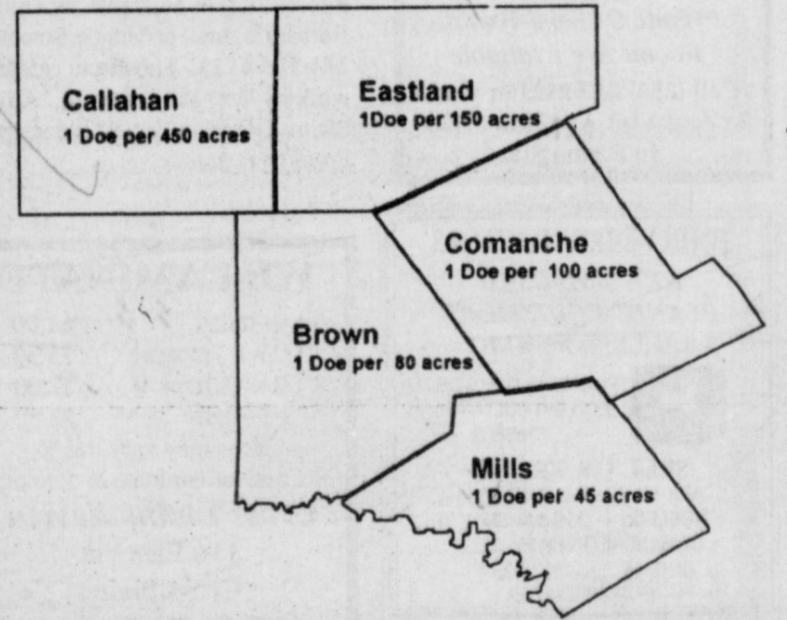 Callahan
1 Doe per 450 acres
Eastland
1Doe per 150 acres
Comanche
1 Doe per 100 acres
Brown
1 Doe per 80 acres
Mills
1 Doe per 45 acres